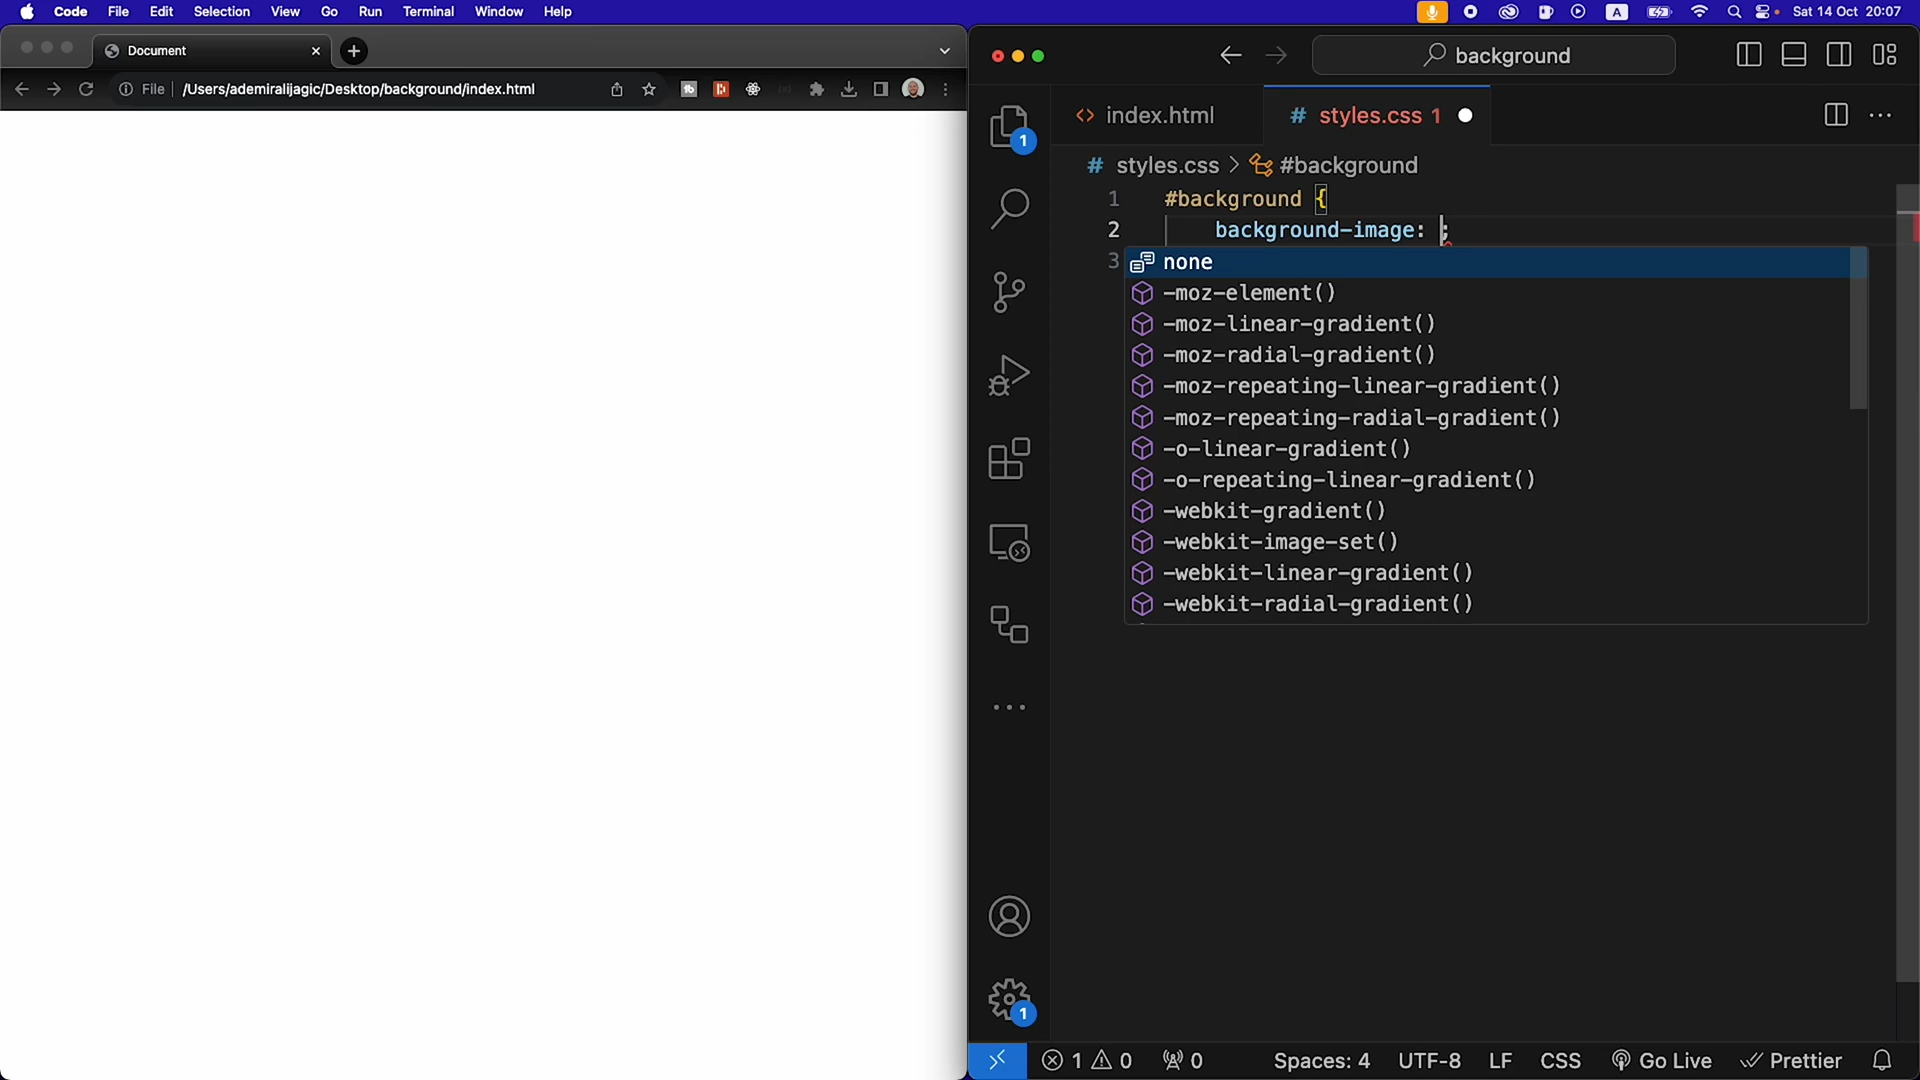 Code File Edit Selection View Go Run Terminal Window Help
A
Sat 14 Oct 20:07
Document
File /Users/ademiralijagic/Desktop/background/index.html
background
index.html
# styles.css 1
# styles.css > #background
1 #background {
2 background-image: ;
3
none
-moz-element()
-moz-linear-gradient()
-moz-radial-gradient()
-moz-repeating-linear-gradient()
-moz-repeating-radial-gradient()
-o-linear-gradient()
-o-repeating-linear-gradient()
-webkit-gradient()
-webkit-image-set()
-webkit-linear-gradient()
-webkit-radial-gradient()
1
1
1 0 0 Spaces: 4 UTF-8 LF CSS Go Live Prettier